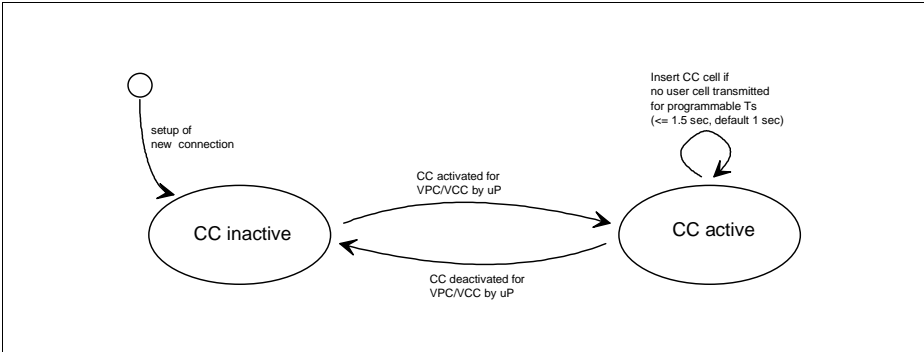 Insert CC cell if
no user cell transmitted
for programmable Ts
(<= 1.5 sec, default 1 sec)
setup of
new connection
CC activated for
VPC/VCC by uP
CC inactive
CC active
CC deactivated for
VPC/VCC by uP